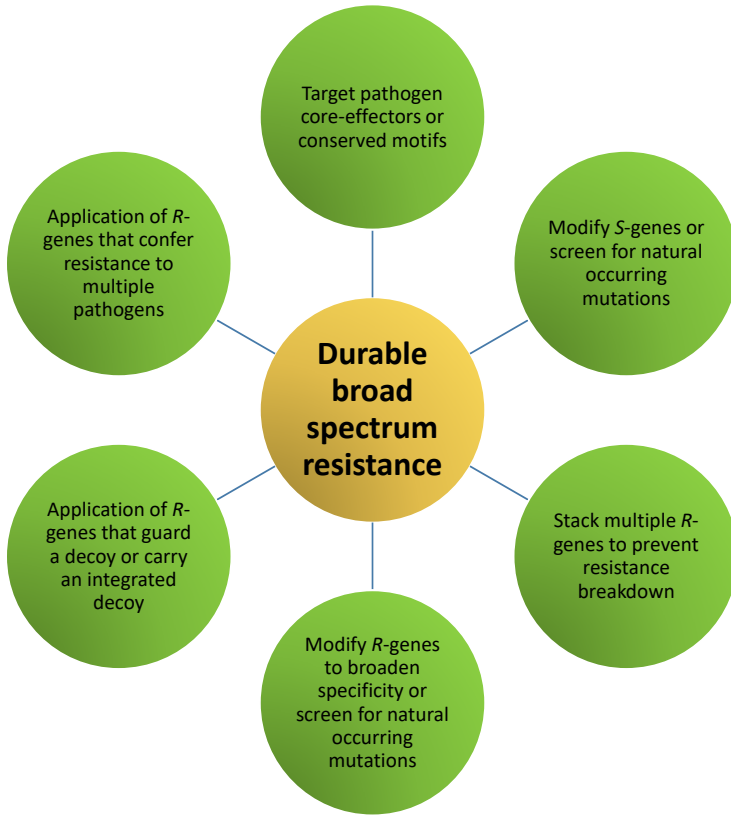 Target pathogen
core-effectors or
conserved motifs
Modify S-genes or
screen for natural
occurring
mutations
Stack multiple R-
genes to prevent
resistance
breakdown
Modify R-genes
to broaden
specificity or
screen for natural
occurring
mutations
Application of R-
genes that guard
a decoy or carry
an integrated
decoy
Application of R-
genes that confer
resistance to
multiple
pathogens
Durable
broad
spectrum
resistance